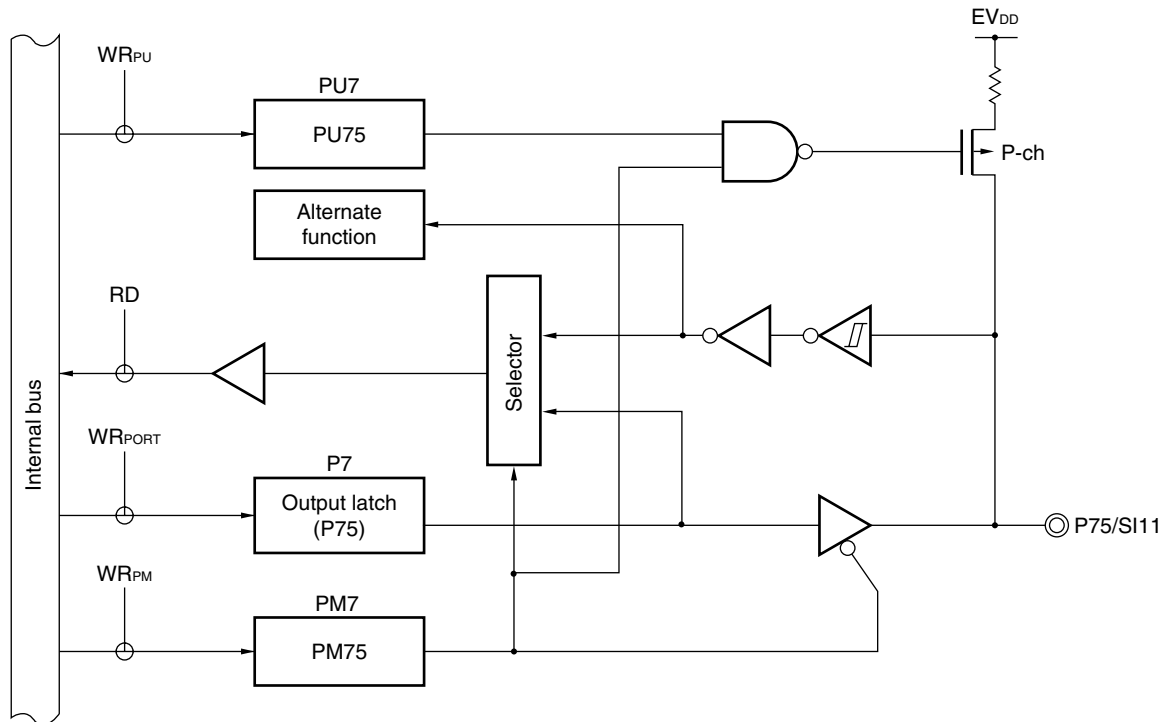 EVDD
WRPU
PU7
PU75
P-ch
Alternate
function
RD
Selector
Internal bus
WRPORT
P7
Output latch
(P75)
P75/SI11
WRPM
PM7
PM75